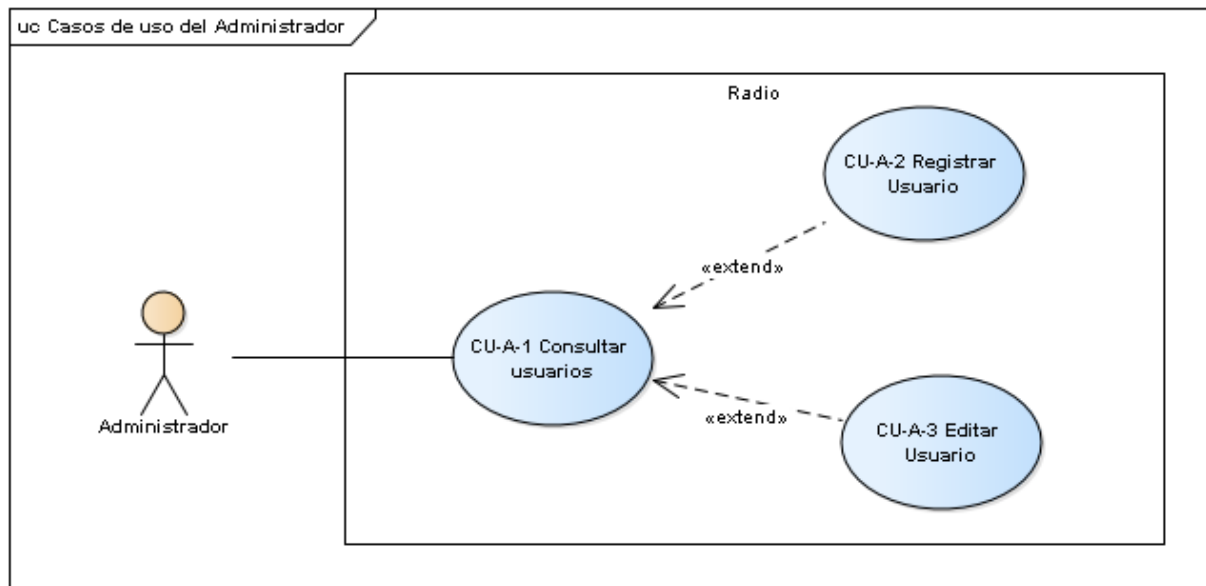 uc Casos de uso del Administrador
Radio
CU-A-2 Registrar
Usuario
«extend»
CU-A-1 Consultar
usuarios
«extend»
CU-A-3 Editar
Usuario
Administrador